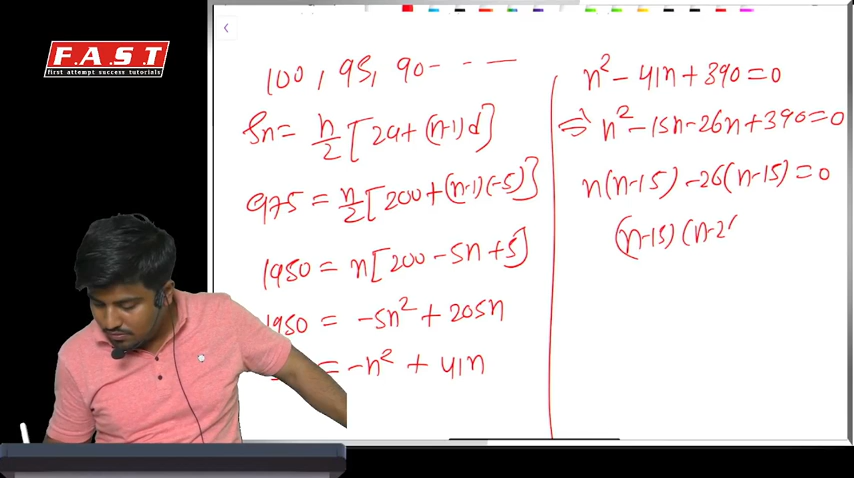 F.A.S.T
first attempt success tutorials
100, 95, 90- - - —
Sn = n/2 [2a + (n-1)d]
975 = n/2 [200 + (n-1)(-5)]
1950 = n[200 - 5n + 5]
1950 = -5n² + 205n
= -n² + 41n
n² - 41n + 390 = 0
⇒ n² - 15n - 26n + 390 = 0
n(n-15) - 26(n-15) = 0
(n-15) (n-2